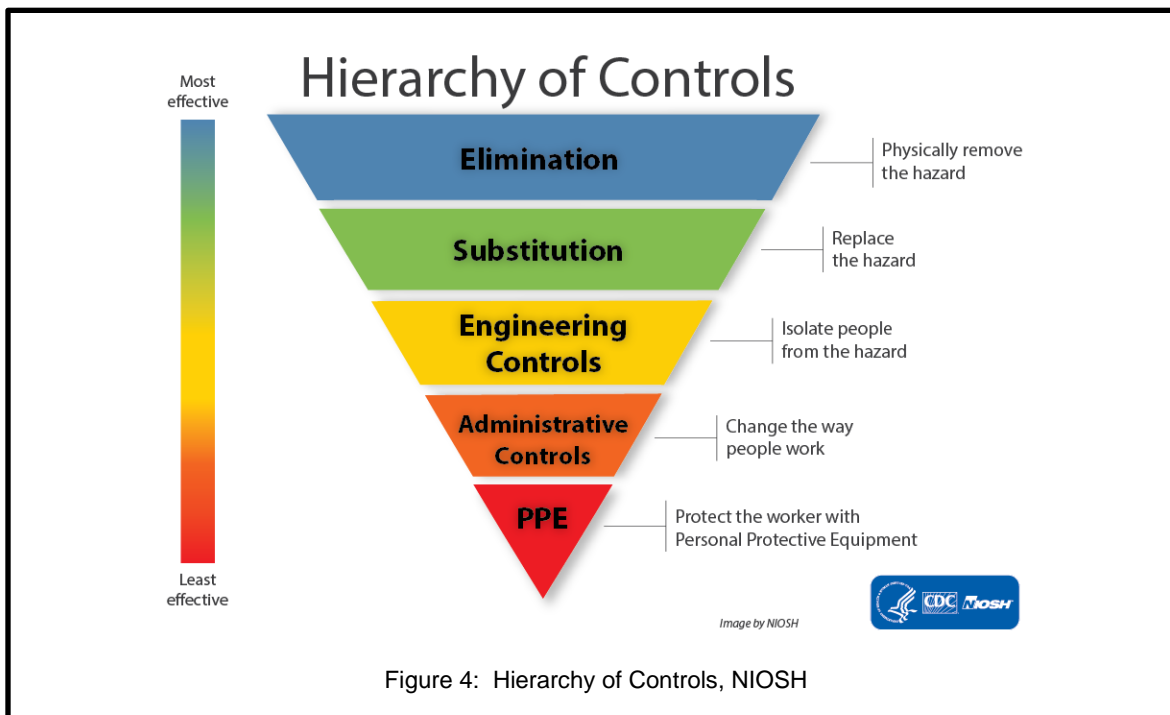 Hierarchy of Controls
Most
effective
Elimination
Physically remove
the hazard
Substitution
Replace
the hazard
Engineering
Controls
Isolate people
from the hazard
Administrative
Controls
Change the way
people work
PPE
Protect the worker with
Personal Protective Equipment
Least
effective
CDC NIOSH
Image by NIOSH
Figure 4: Hierarchy of Controls, NIOSH